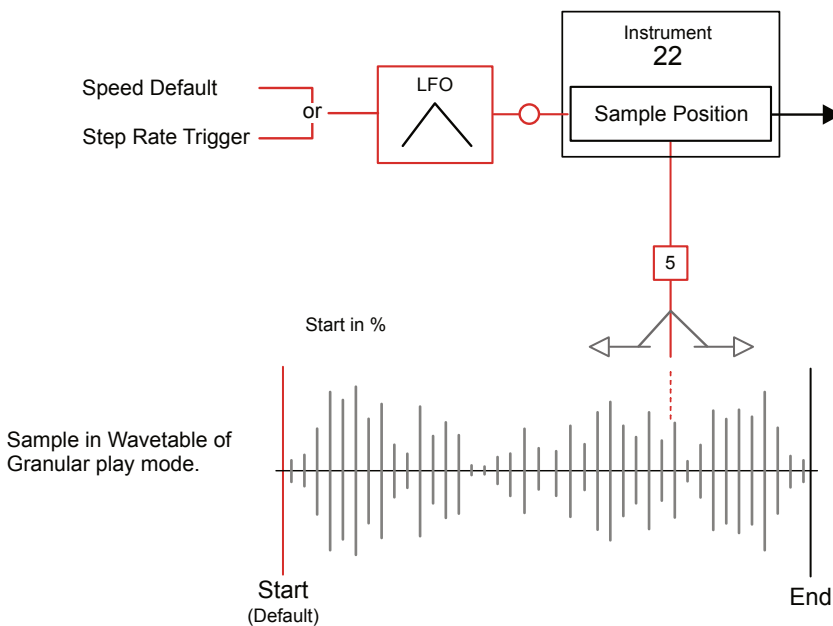 Instrument
22
Speed Default
or
Step Rate Trigger
LFO
Sample Position
5
Start in %
Sample in Wavetable of
Granular play mode.
Start
(Default)
End